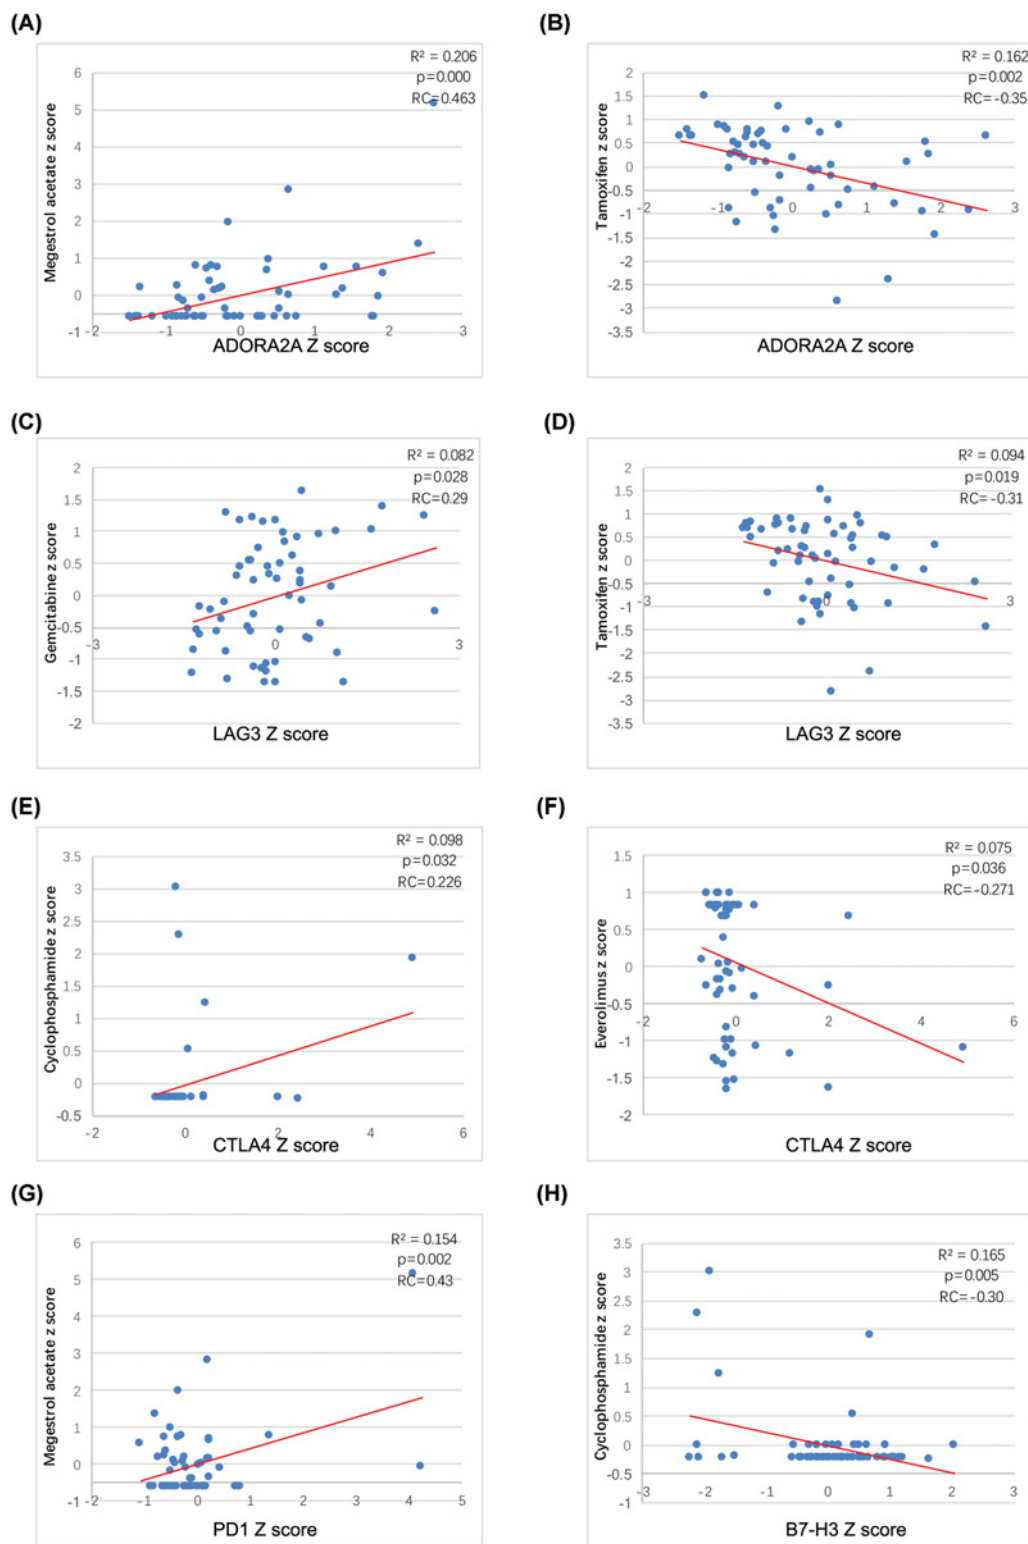 (A)
R² = 0.206
p=0.000
RC=0.463
6
5
4
3
2
1
0
-1
-2
-1
0
1
2
3
Megestrol acetate z score
ADORA2A Z score
(B)
R² = 0.162
p=0.002
RC=-0.35
2
1.5
1
0.5
0
-0.5
-1
-1.5
-2
-2.5
-3
-3.5
-2
-1
0
1
2
3
Tamoxifen z score
ADORA2A Z score
(C)
R² = 0.082
p=0.028
RC=0.29
2
1.5
1
0.5
0
-0.5
-1
-1.5
-2
-3
0
3
Gemcitabine z score
LAG3 Z score
(D)
R² = 0.094
p=0.019
RC=-0.31
2
1.5
1
0.5
0
-0.5
-1
-1.5
-2
-2.5
-3
-3.5
-3
0
3
Tamoxifen z score
LAG3 Z score
(E)
R² = 0.098
p=0.032
RC=0.226
3.5
3
2.5
2
1.5
1
0.5
0
-0.5
-2
0
2
4
6
Cyclophosphamide z score
CTLA4 Z score
(F)
R² = 0.075
p=0.036
RC=-0.271
1.5
1
0.5
0
-0.5
-1
-1.5
-2
-2
0
2
4
6
Everolimus z score
CTLA4 Z score
(G)
R² = 0.154
p=0.002
RC=0.43
6
5
4
3
2
1
0
-1
-2
-1
0
1
2
3
4
5
Megestrol acetate z score
PD1 Z score
(H)
R² = 0.165
p=0.005
RC=-0.30
3.5
3
2.5
2
1.5
1
0.5
0
-0.5
-1
-3
-2
-1
0
1
2
3
Cyclophosphamide z score
B7-H3 Z score